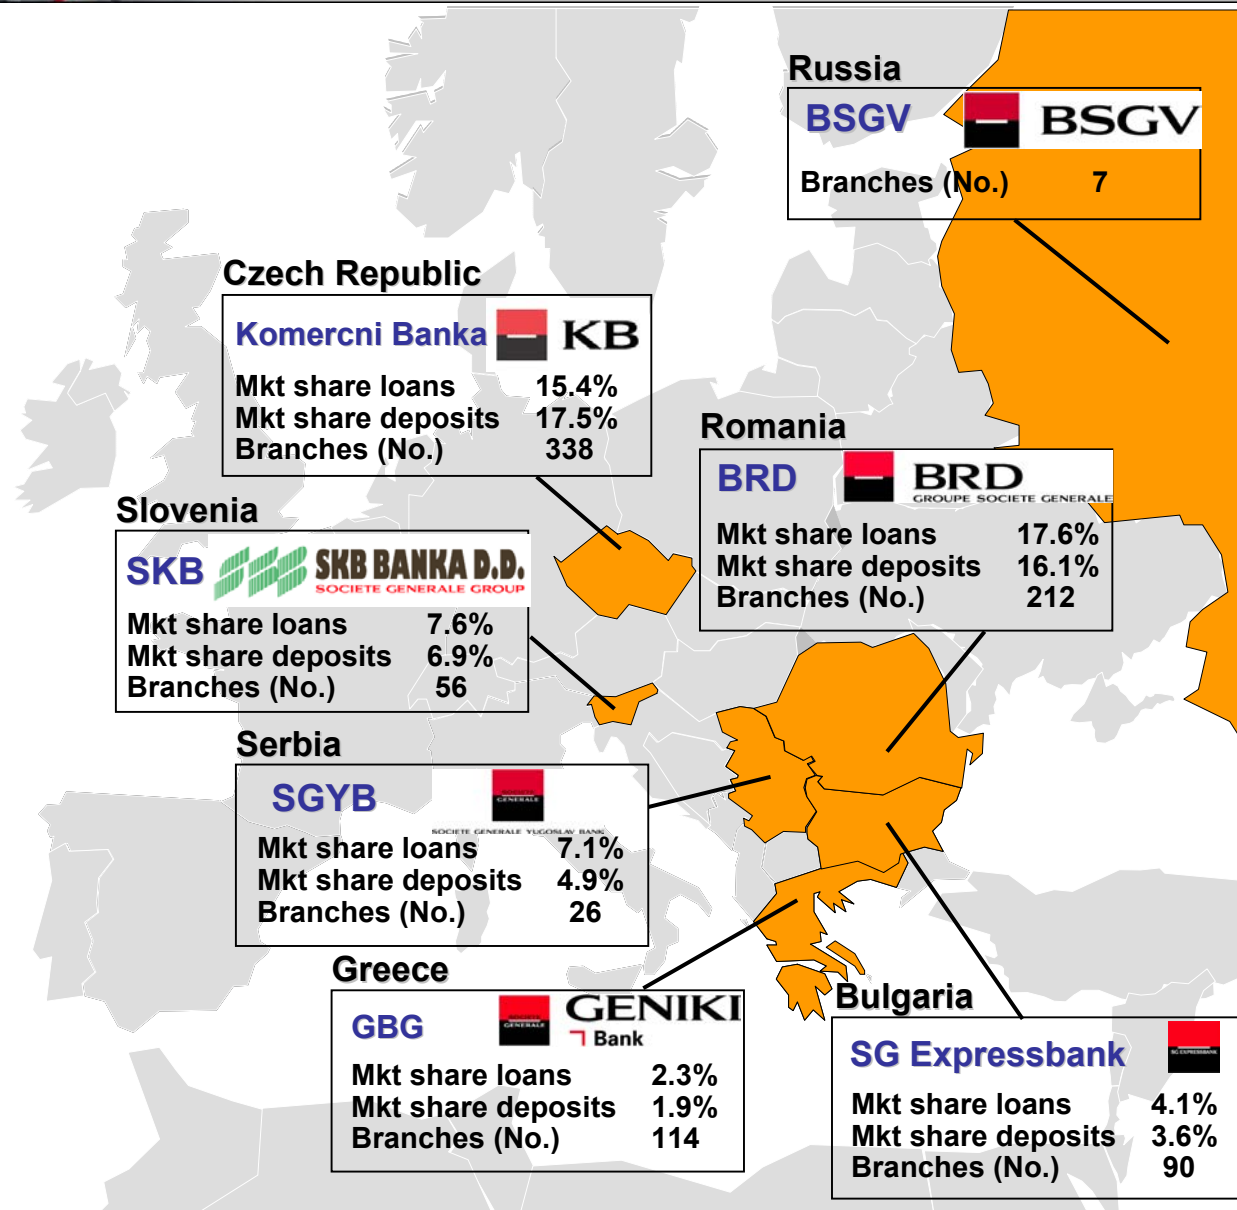 Russia
BSGV BSGV
Branches (No.) 7
Czech Republic
Komercni Banka KB
Mkt share loans 15.4%
Mkt share deposits 17.5%
Branches (No.) 338
Romania
BRD BRD
GROUPE SOCIETE GENERALE
Mkt share loans 17.6%
Mkt share deposits 16.1%
Branches (No.) 212
Slovenia
SKB SKB BANKA D.D.
SOCIETE GENERALE GROUP
Mkt share loans 7.6%
Mkt share deposits 6.9%
Branches (No.) 56
Serbia
SGYB
SOCIETE GENERALE
SOCIETE GENERALE YUGOSLAV BANK
Mkt share loans 7.1%
Mkt share deposits 4.9%
Branches (No.) 26
Greece
GBG
SOCIETE GENERALE
GENIKI
Bank
Mkt share loans 2.3%
Mkt share deposits 1.9%
Branches (No.) 114
Bulgaria
SG Expressbank
SG EXPRESSBANK
Mkt share loans 4.1%
Mkt share deposits 3.6%
Branches (No.) 90